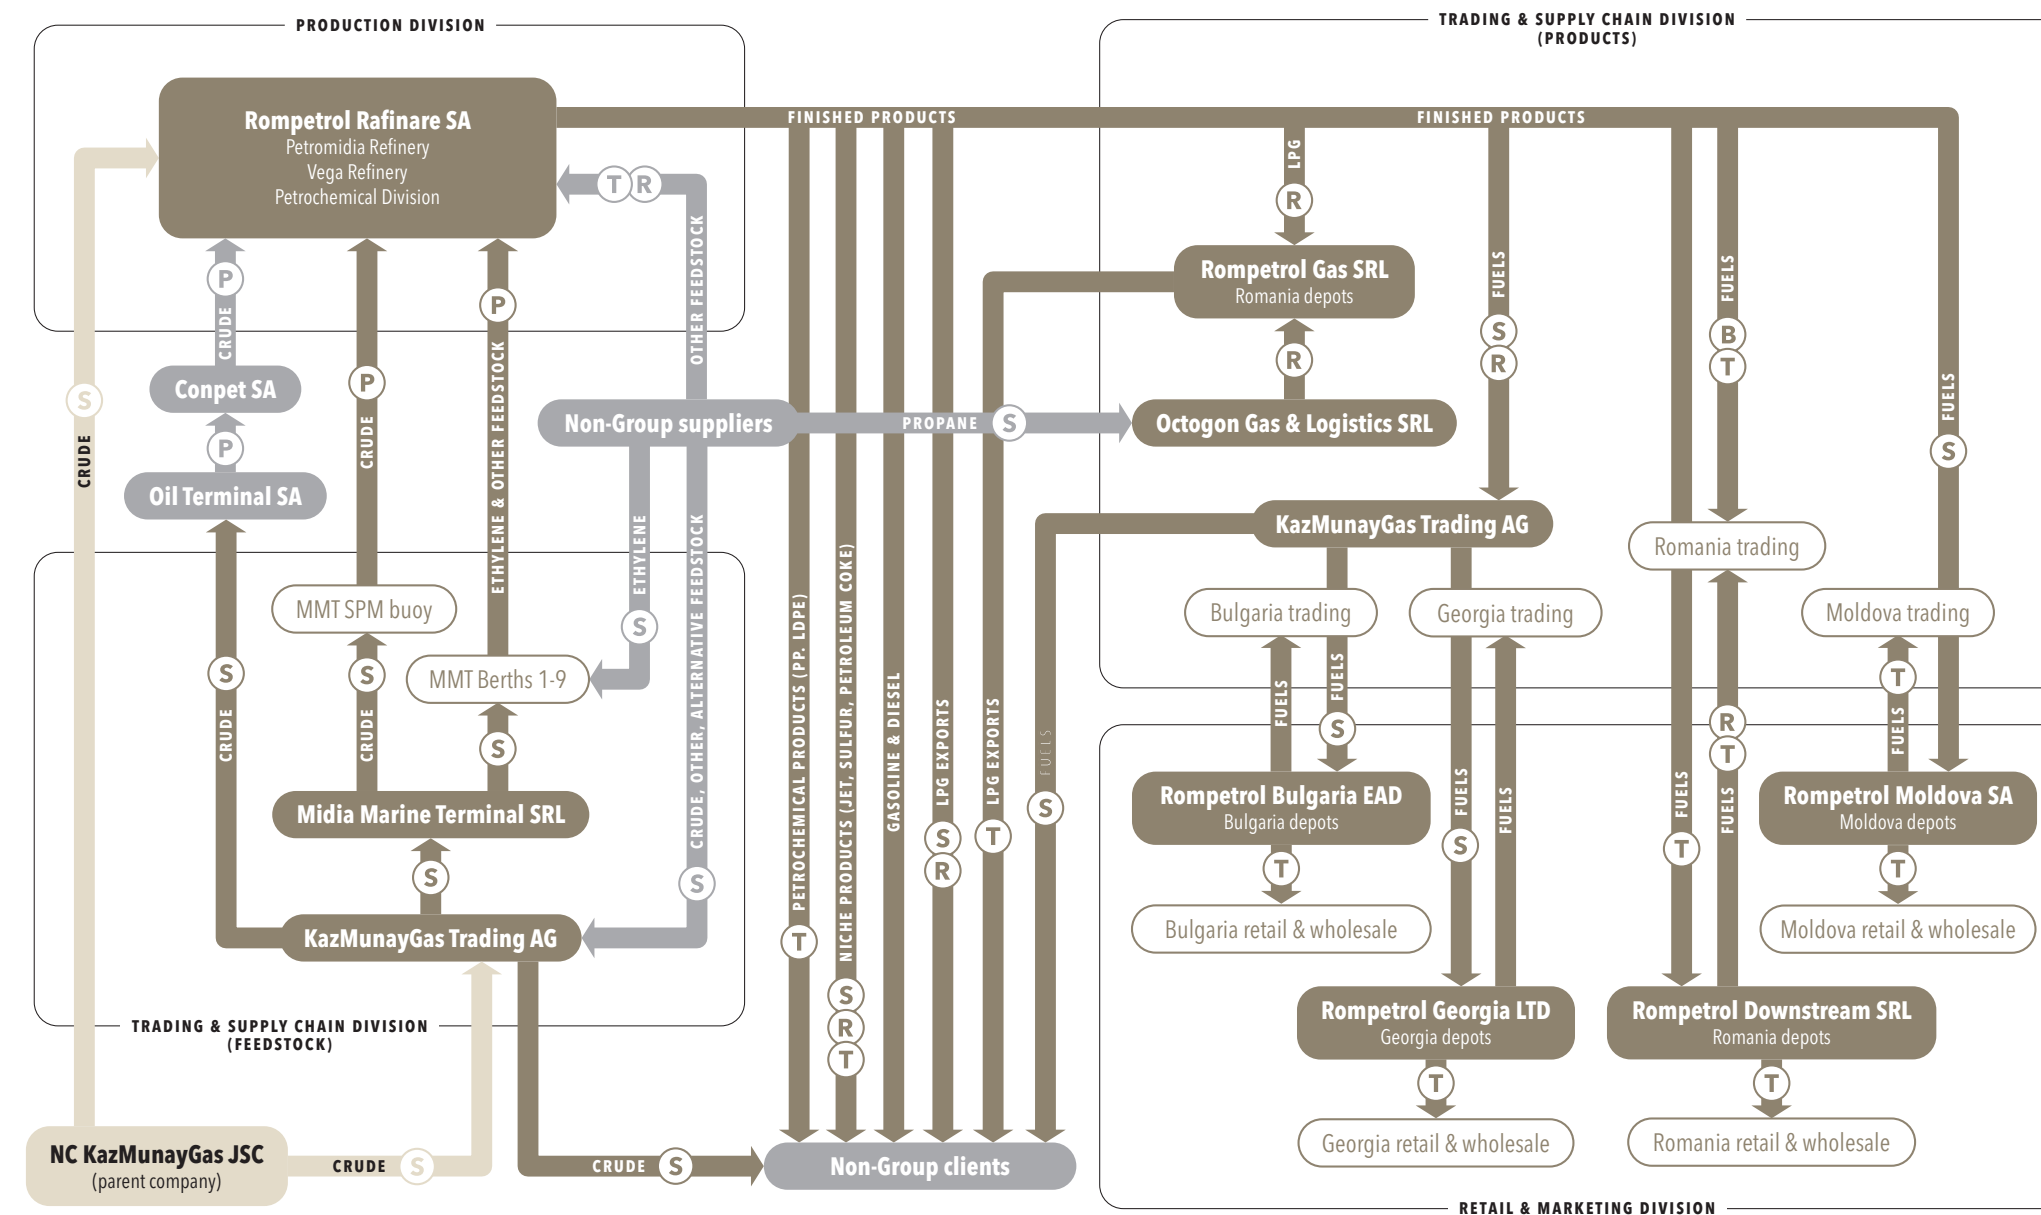 PRODUCTION DIVISION
TRADING & SUPPLY CHAIN DIVISION
(PRODUCTS)
Rompetrol Rafinare SA
Petromidia Refinery
Vega Refinery
Petrochemical Division
FINISHED PRODUCTS
FINISHED PRODUCTS
T R
LPG
R
Rompetrol Gas SRL
Romania depots
R
Octogon Gas & Logistics SRL
P
CRUDE
Conpet SA
P
Oil Terminal SA
S
CRUDE
S
CRUDE
P
CRUDE
MMT SPM buoy
S
CRUDE
P
ETHYLENE & OTHER FEEDSTOCK
MMT Berths 1-9
S
Midia Marine Terminal SRL
S
KazMunayGas Trading AG
OTHER FEEDSTOCK
Non-Group suppliers
PROPANE
S
ETHYLENE
S
CRUDE, OTHER, ALTERNATIVE FEEDSTOCK
S
TRADING & SUPPLY CHAIN DIVISION
(FEEDSTOCK)
NC KazMunayGas JSC
(parent company)
CRUDE
S
CRUDE
S
PETROCHEMICAL PRODUCTS (PP. LDPE)
T
NICHE PRODUCTS (JET, SULFUR, PETROLEUM COKE)
S
R
T
GASOLINE & DIESEL
LPG EXPORTS
S
R
LPG EXPORTS
T
FUELS
S
Non-Group clients
FUELS
S
R
KazMunayGas Trading AG
FUELS
B
T
Romania trading
FUELS
S
Bulgaria trading
Georgia trading
Moldova trading
FUELS
FUELS
S
FUELS
S
FUELS
FUELS
T
R
T
FUELS
T
FUELS
Rompetrol Bulgaria EAD
Bulgaria depots
T
Bulgaria retail & wholesale
Rompetrol Moldova SA
Moldova depots
T
Moldova retail & wholesale
Rompetrol Georgia LTD
Georgia depots
T
Georgia retail & wholesale
Rompetrol Downstream SRL
Romania depots
T
Romania retail & wholesale
RETAIL & MARKETING DIVISION